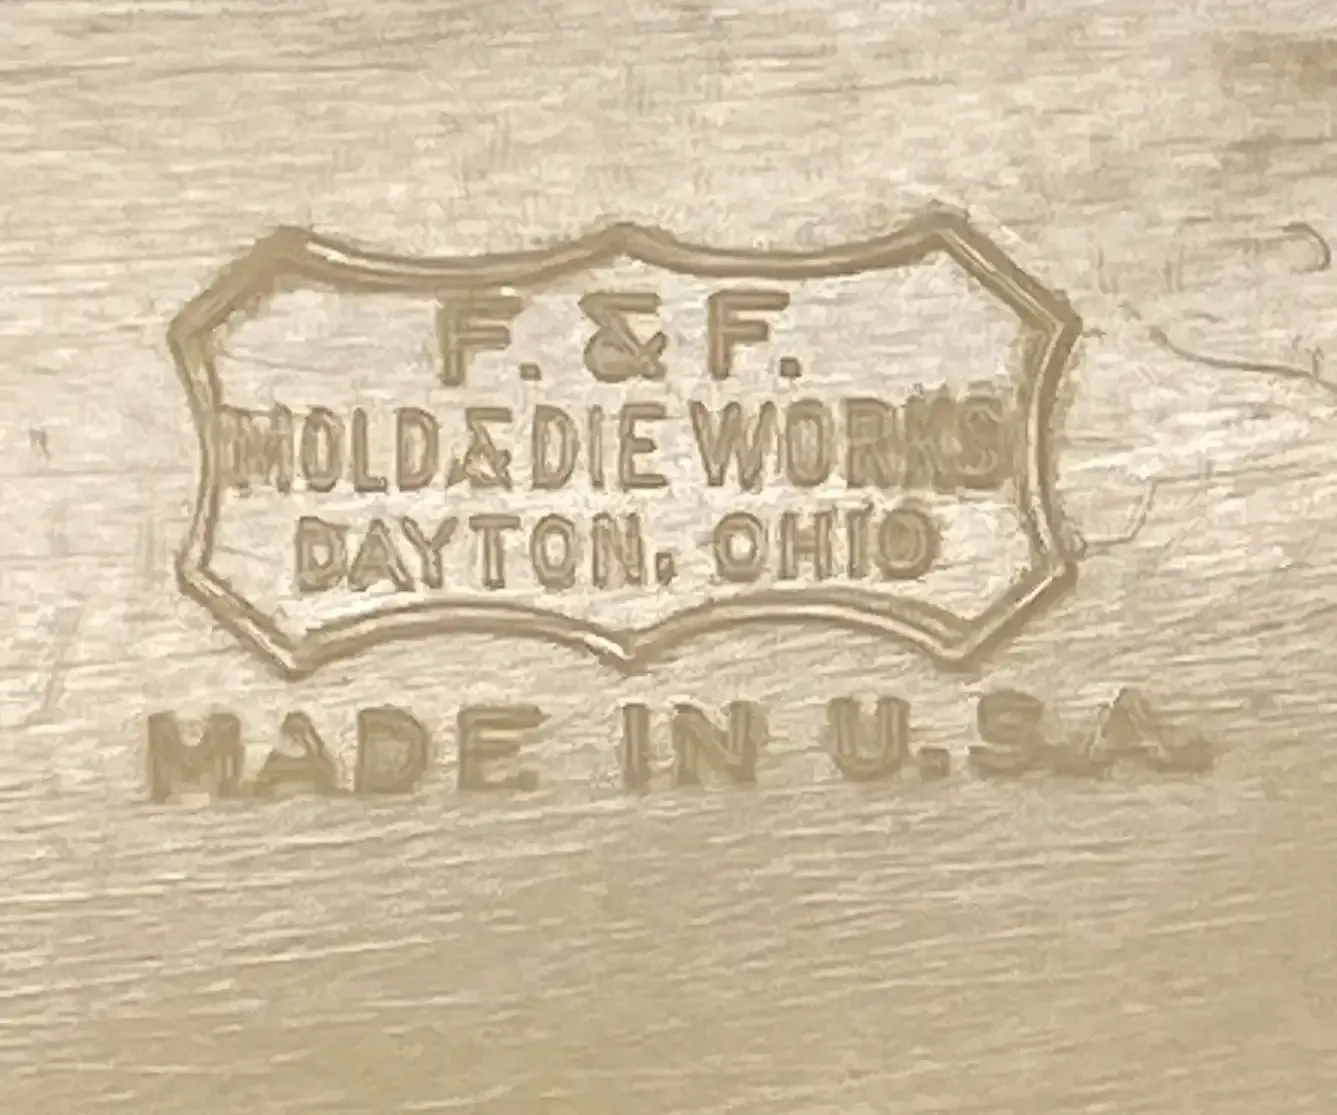 F. & F.
MOLD & DIE WORKS
DAYTON, OHIO
MADE IN U.S.A.